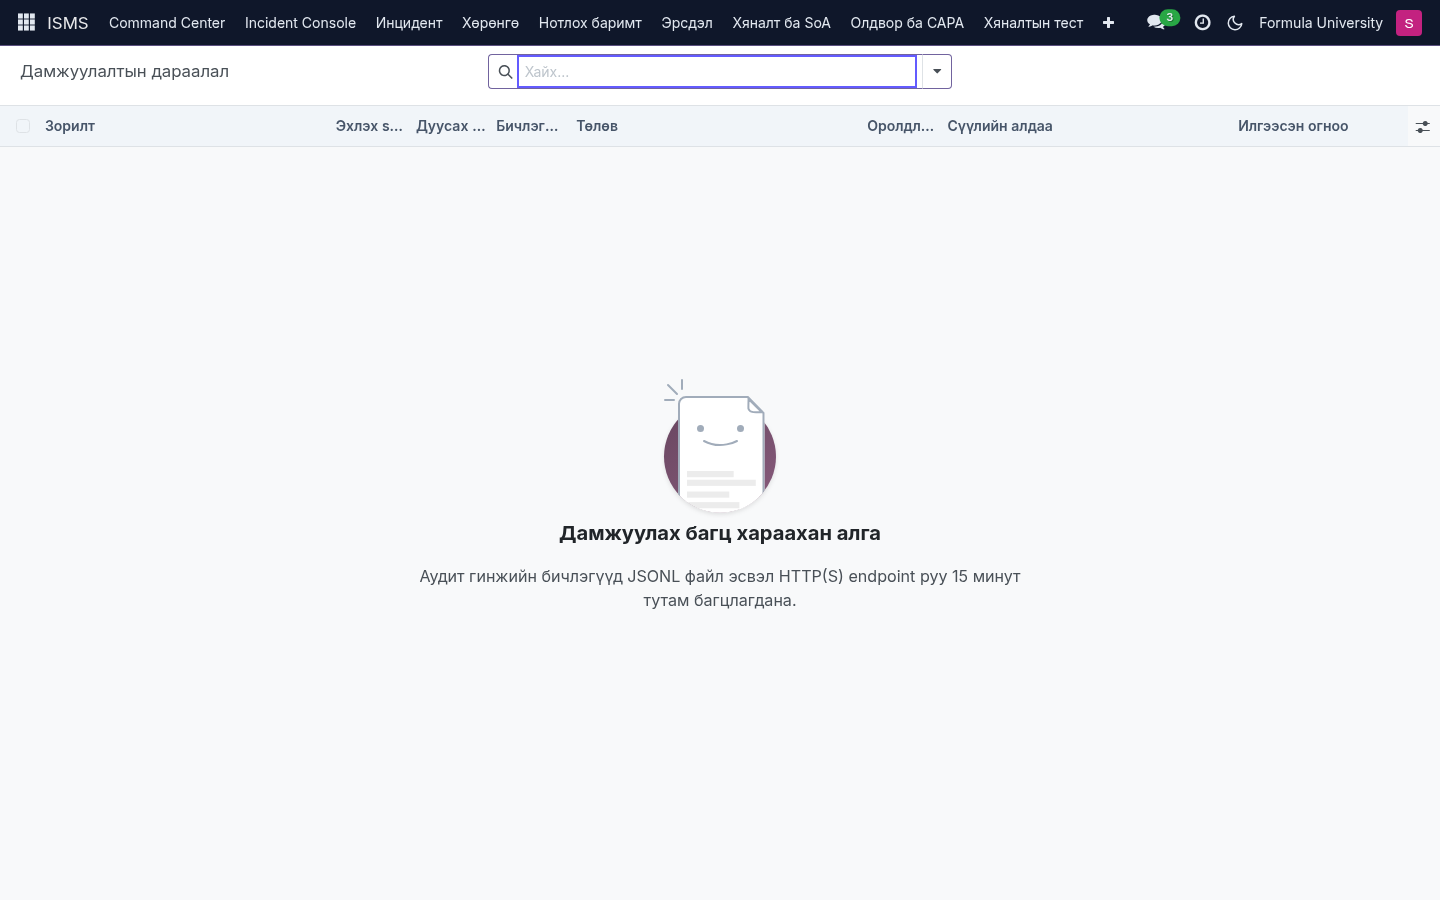 ISMS Command Center Incident Console Инцидент Хөрөнгө Нотлох баримт Эрсдэл Хяналт ба SoA Олдвор ба CAPA Хяналтын тест 3 Formula University S
Дамжуулалтын дараалал
Хайх...
Зорилт Эхлэх s... Дуусах ... Бичлэг... Төлөв Оролдл... Сүүлийн алдаа Илгээсэн огноо
Дамжуулах багц хараахан алга
Аудит гинжийн бичлэгүүд JSONL файл эсвэл HTTP(S) endpoint руу 15 минут
тутам багцлагдана.